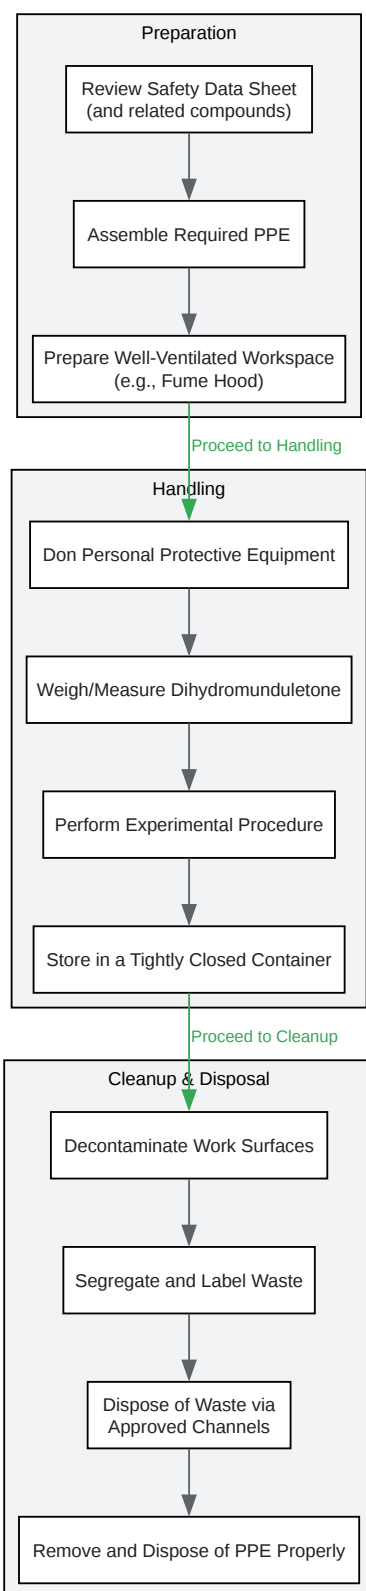 Preparation
Review Safety Data Sheet
(and related compounds)
Assemble Required PPE
Prepare Well-Ventilated Workspace
(e.g., Fume Hood)
Proceed to Handling
Handling
Don Personal Protective Equipment
Weigh/Measure Dihydromunduletone
Perform Experimental Procedure
Store in a Tightly Closed Container
Proceed to Cleanup
Cleanup & Disposal
Decontaminate Work Surfaces
Segregate and Label Waste
Dispose of Waste via
Approved Channels
Remove and Dispose of PPE Properly